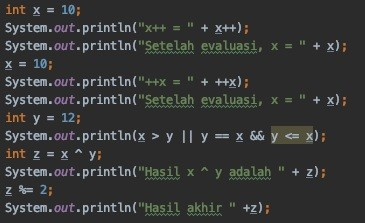 int x = 10;
System.out.println("x++ = " + x++);
System.out.println("Setelah evaluasi, x = " + x);
x = 10;
System.out.println("++x = " + ++x);
System.out.println("Setelah evaluasi, x = " + x);
int y = 12;
System.out.println(x > y || y == x && y <= x);
int z = x ^ y;
System.out.println("Hasil x ^ y adalah " + z);
z %= 2;
System.out.println("Hasil akhir " +z);